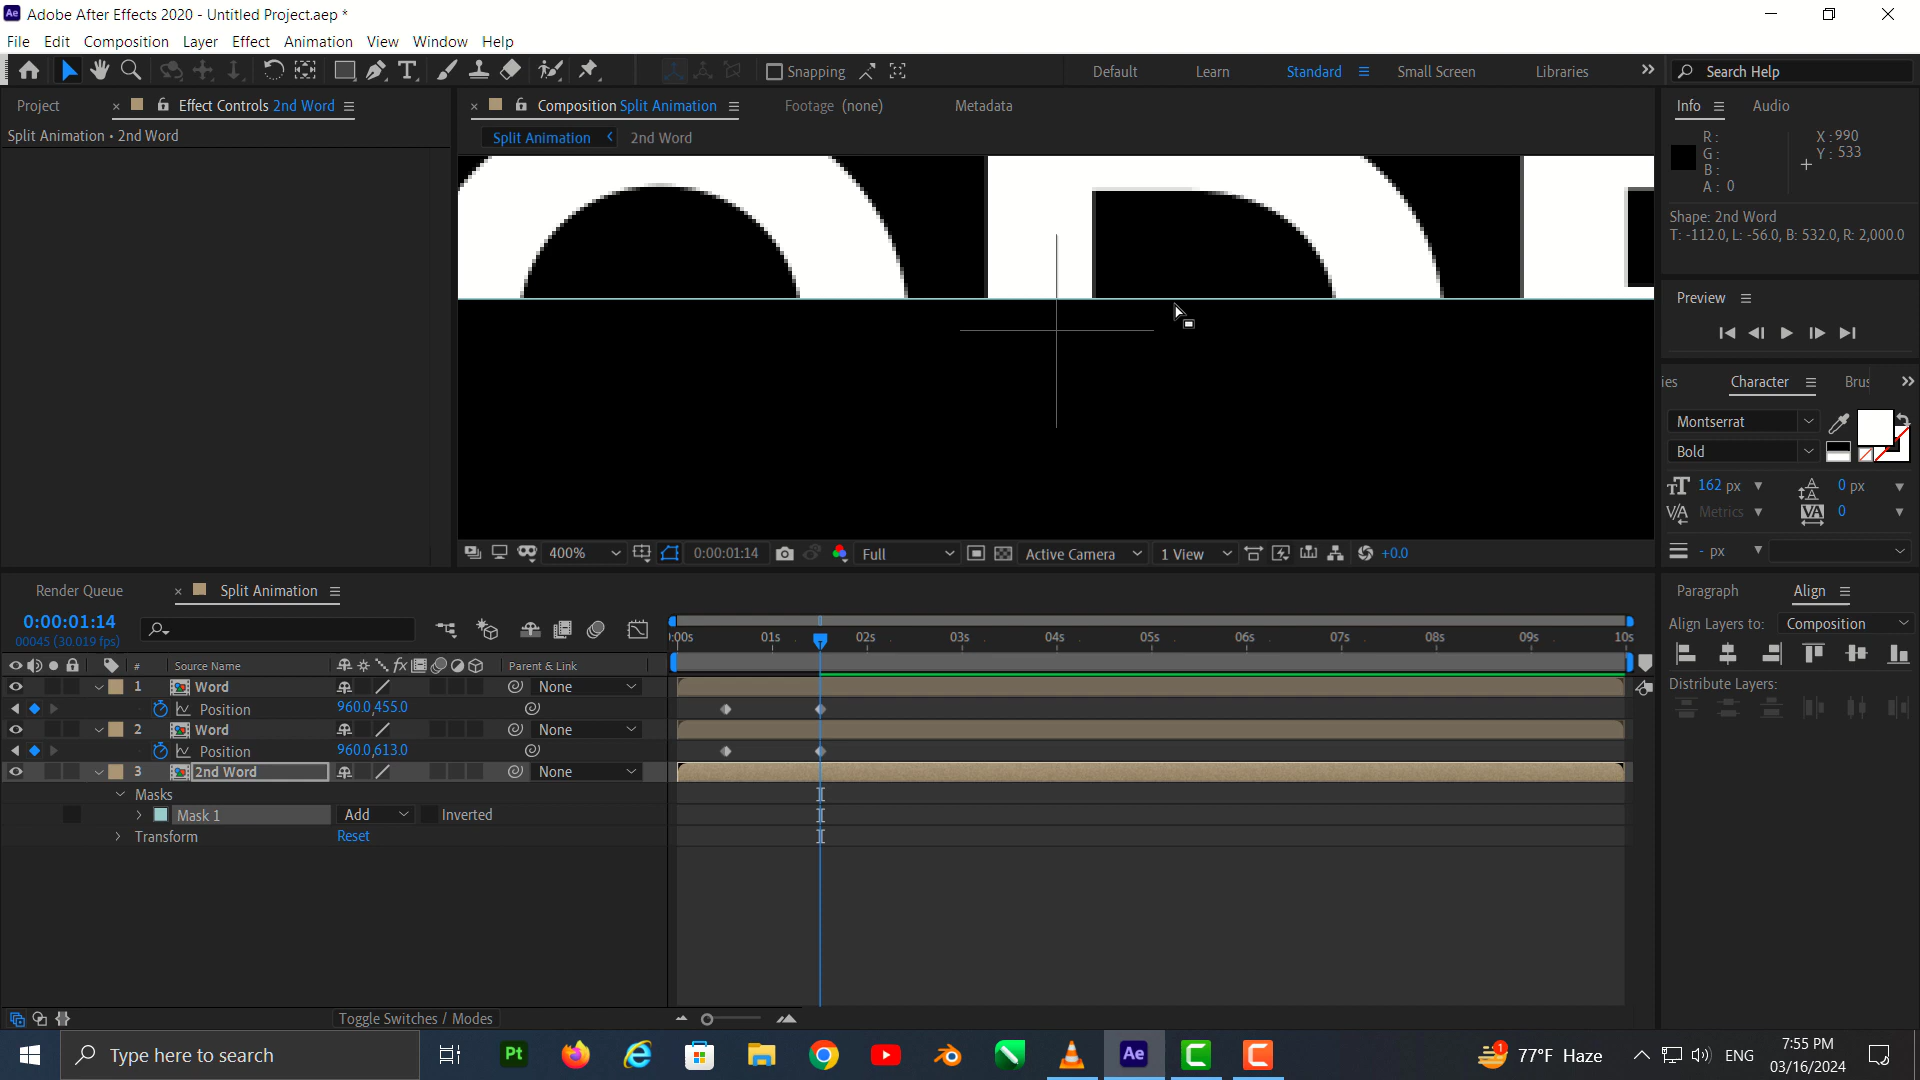 Adobe After Effects 2020 - Untitled Project.aep *
File Edit Composition Layer Effect Animation View Window Help
Snapping Default Learn Standard Small Screen Libraries Search Help
Project Effect Controls 2nd Word Composition Split Animation Footage (none) Metadata Info Audio
Split Animation • 2nd Word
Split Animation 2nd Word
R :
G :
B :
A : 0
X : 990
Y : 533
Shape: 2nd Word
T: -112.0, L: -56.0, B: 532.0, R: 2,000.0
Preview
ies Character Brus
Montserrat
Bold
162 px 0 px
Metrics 0
- px
400% 0:00:01:14 Full Active Camera 1 View +0.0
Render Queue Split Animation
Paragraph Align
0:00:01:14
00045 (30.019 fps)
:00s 01s 02s 03s 04s 05s 06s 07s 08s 09s 10s
Align Layers to: Composition
# Source Name Parent & Link
1 Word None
Position 960.0,455.0
2 Word None
Position 960.0,613.0
3 2nd Word None
Masks
Mask 1 Add Inverted
Transform Reset
Distribute Layers:
Toggle Switches / Modes
Type here to search
Pt
Ae
77°F Haze
ENG
7:55 PM
03/16/2024